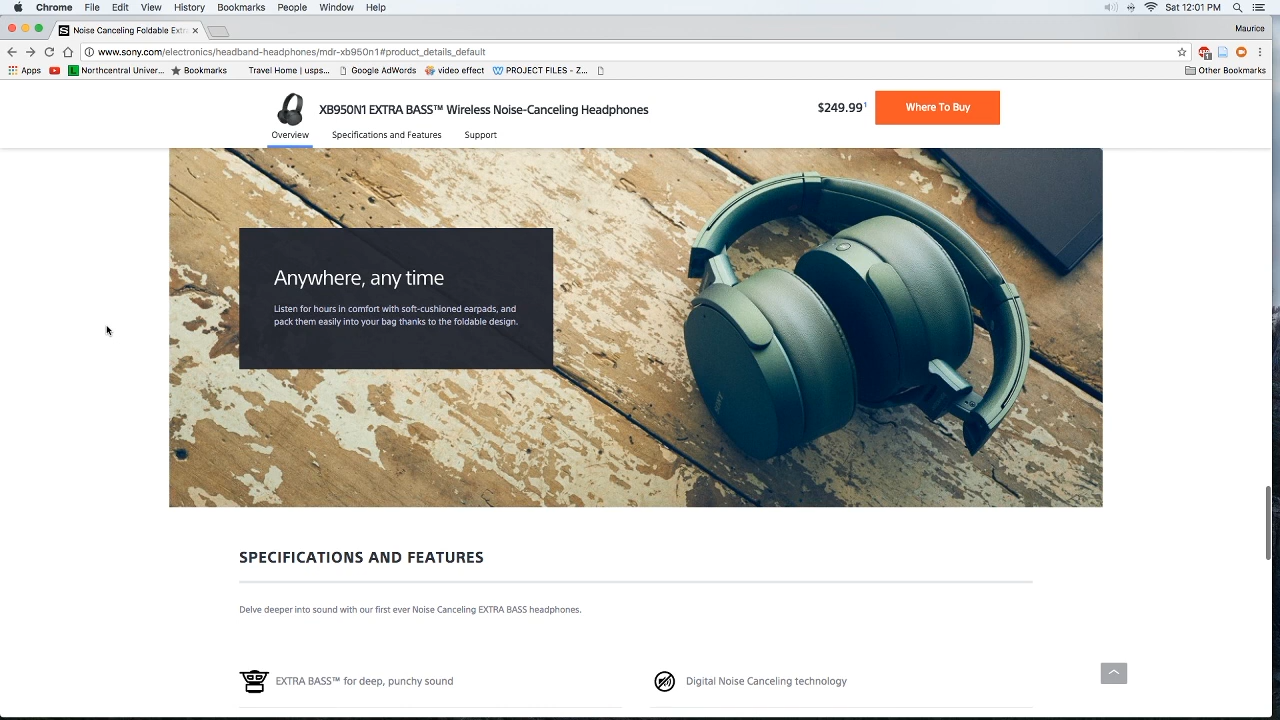 Chrome File Edit View History Bookmarks People Window Help Sat 12:01 PM
Noise Canceling Foldable Extra Maurice
www.sony.com/electronics/headband-headphones/mdr-xb950n1#product_details_default
Apps Northcentral Univer... Bookmarks Travel Home | usps... Google AdWords video effect PROJECT FILES - Z... Other Bookmarks
XB950N1 EXTRA BASS™ Wireless Noise-Canceling Headphones $249.99¹ Where To Buy
Overview Specifications and Features Support
Anywhere, any time
Listen for hours in comfort with soft-cushioned earpads, and
pack them easily into your bag thanks to the foldable design.
SONY
SPECIFICATIONS AND FEATURES
Delve deeper into sound with our first ever Noise Canceling EXTRA BASS headphones.
EXTRA BASS™ for deep, punchy sound Digital Noise Canceling technology